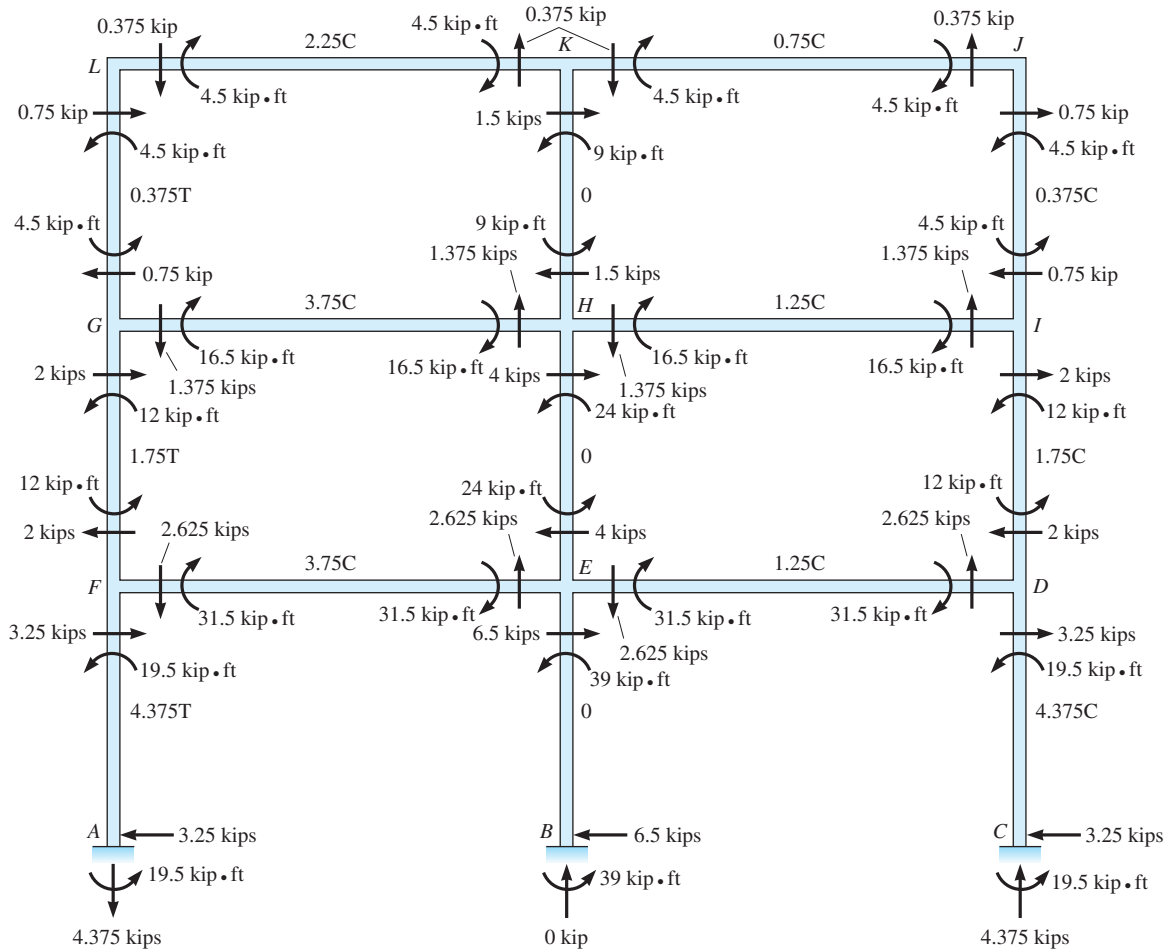 0.375 kip
4.5 kip•ft
0.375 kip
0.375 kip
L
2.25C
K
0.75C
J
4.5 kip•ft
4.5 kip•ft
4.5 kip•ft
0.75 kip
1.5 kips
0.75 kip
4.5 kip•ft
9 kip•ft
4.5 kip•ft
0.375T
0
0.375C
4.5 kip•ft
9 kip•ft
4.5 kip•ft
1.375 kips
1.375 kips
0.75 kip
1.5 kips
0.75 kip
G
3.75C
H
1.25C
I
16.5 kip•ft
16.5 kip•ft
16.5 kip•ft
16.5 kip•ft
2 kips
1.375 kips
4 kips
1.375 kips
2 kips
12 kip•ft
24 kip•ft
12 kip•ft
1.75T
0
1.75C
12 kip•ft
24 kip•ft
12 kip•ft
2.625 kips
2.625 kips
2.625 kips
2 kips
4 kips
2 kips
F
3.75C
E
1.25C
D
31.5 kip•ft
31.5 kip•ft
31.5 kip•ft
31.5 kip•ft
3.25 kips
6.5 kips
2.625 kips
3.25 kips
19.5 kip•ft
39 kip•ft
19.5 kip•ft
4.375T
0
4.375C
A
3.25 kips
B
6.5 kips
C
3.25 kips
19.5 kip•ft
39 kip•ft
19.5 kip•ft
4.375 kips
0 kip
4.375 kips